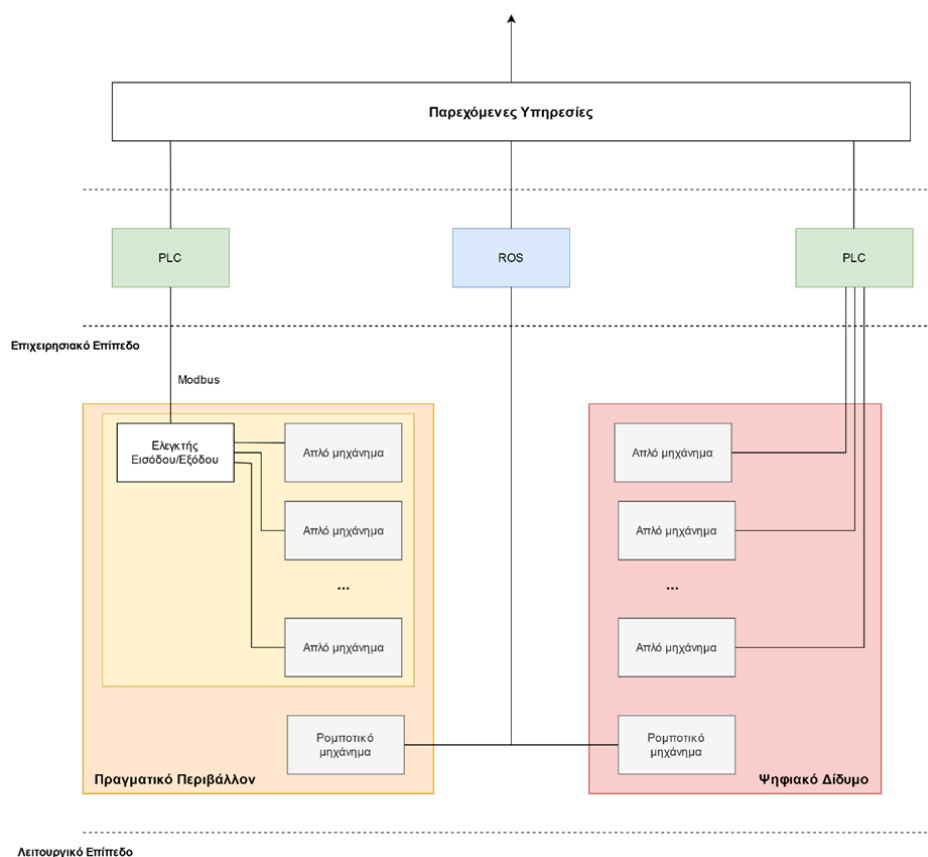 Παρεχόμενες Υπηρεσίες
PLC
ROS
PLC
Επιχειρησιακό Επίπεδο
Modbus
Ελεγκτής
Εισόδου/Εξόδου
Απλό μηχάνημα
Απλό μηχάνημα
...
Απλό μηχάνημα
Ρομποτικό
μηχάνημα
Πραγματικό Περιβάλλον
Απλό μηχάνημα
Απλό μηχάνημα
...
Απλό μηχάνημα
Ρομποτικό
μηχάνημα
Ψηφιακό Δίδυμο
Λειτουργικό Επίπεδο